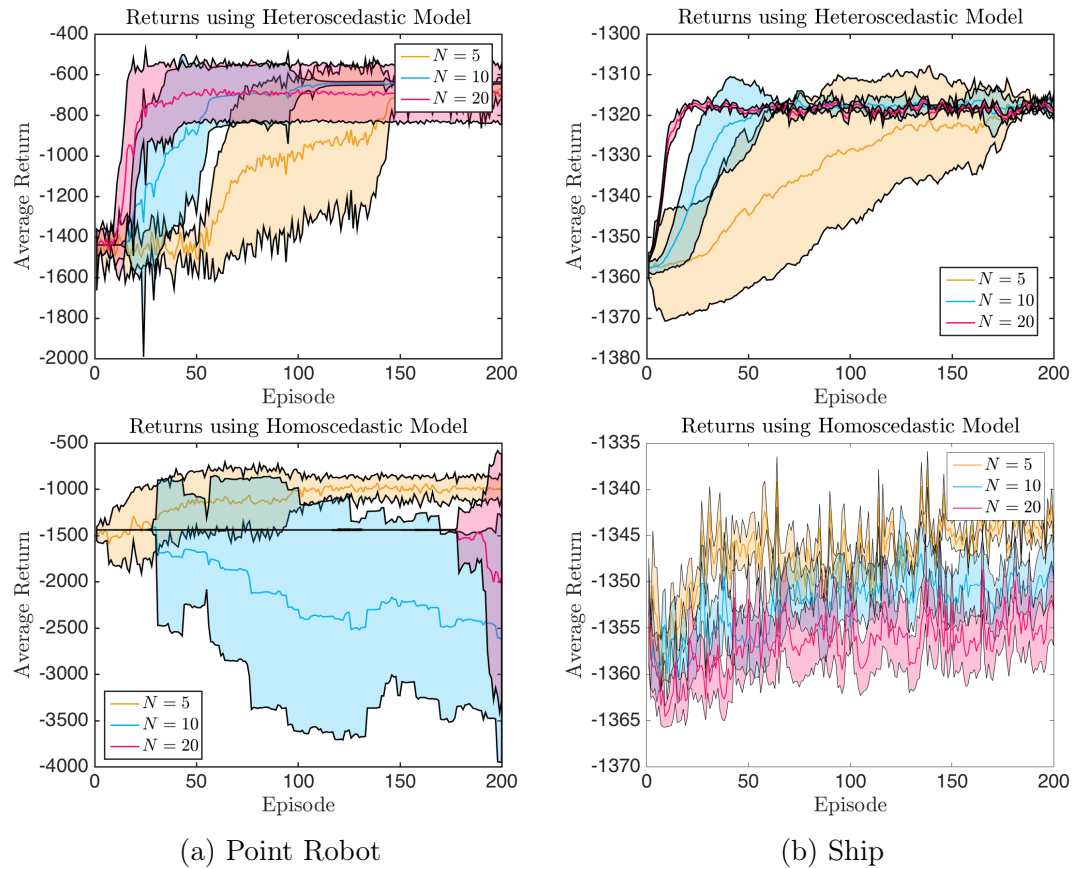 Returns using Heteroscedastic Model
-400
-600
-800
-1000
-1200
-1400
-1600
-1800
-2000
Average Return
N = 5
N = 10
N = 20
0
50
100
150
200
Episode
Returns using Heteroscedastic Model
-1300
-1310
-1320
-1330
-1340
-1350
-1360
-1370
-1380
Average Return
N = 5
N = 10
N = 20
0
50
100
150
200
Episode
Returns using Homoscedastic Model
-500
-1000
-1500
-2000
-2500
-3000
-3500
-4000
Average Return
N = 5
N = 10
N = 20
0
50
100
150
200
Episode
Returns using Homoscedastic Model
-1335
-1340
-1345
-1350
-1355
-1360
-1365
-1370
Average Return
N = 5
N = 10
N = 20
0
50
100
150
200
Episode
(a) Point Robot
(b) Ship